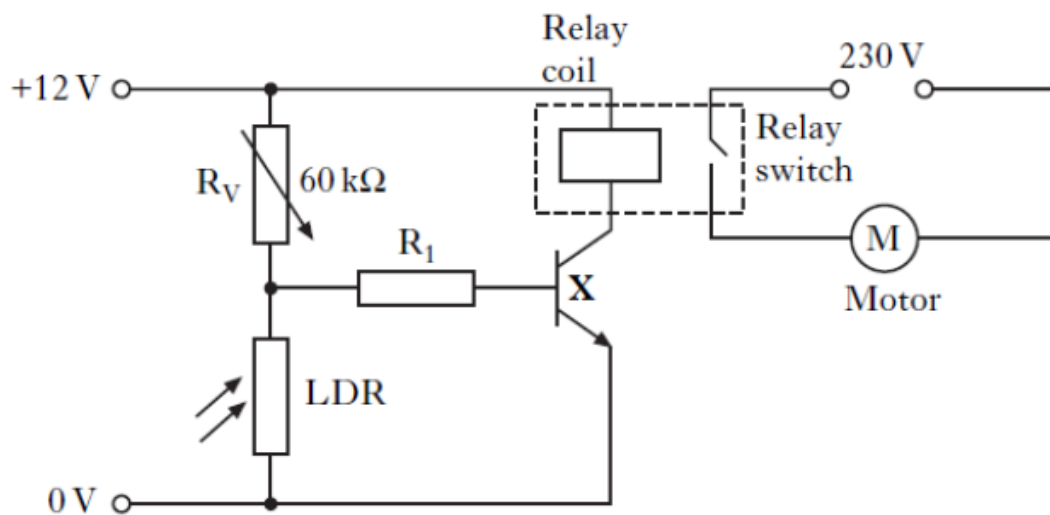 Relay
coil
230 V
+12 V
Relay
switch
R_V
60 kΩ
R_1
X
M
Motor
LDR
0 V